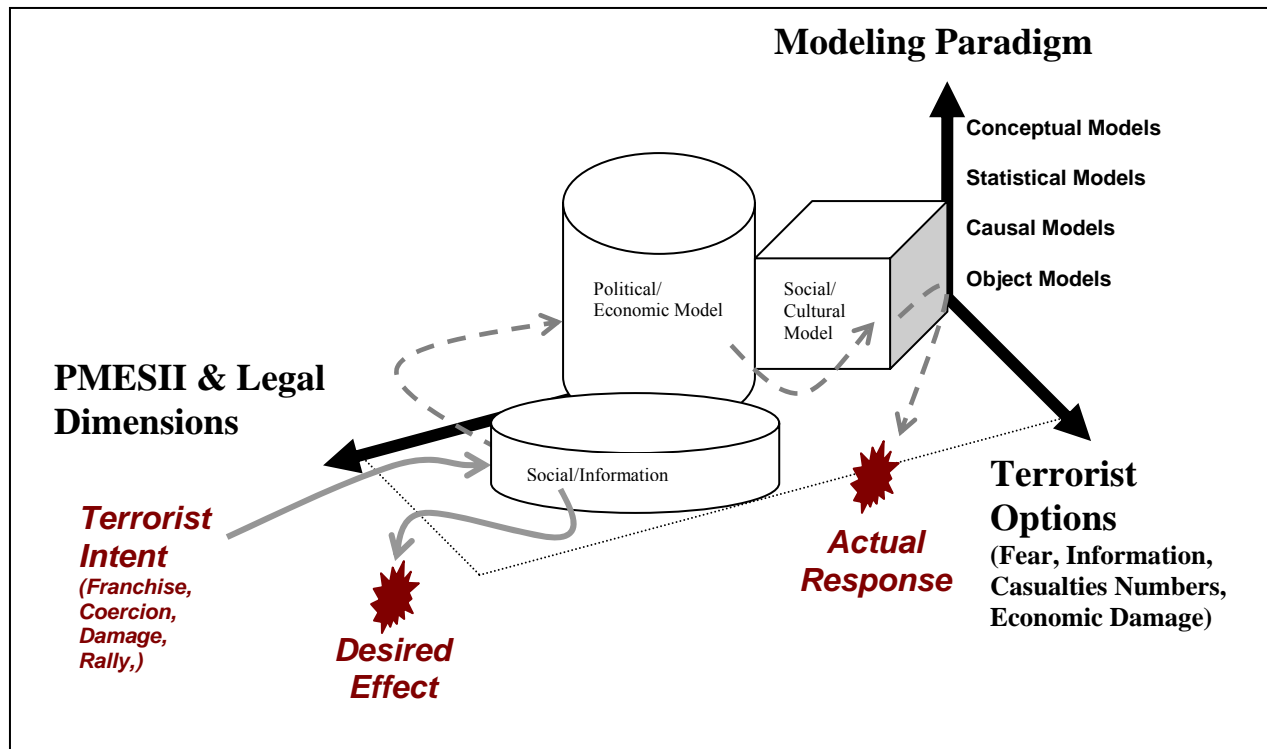 Modeling Paradigm
Conceptual Models
Statistical Models
Causal Models
Object Models
Political/
Economic Model
Social/
Cultural
Model
PMESII & Legal
Dimensions
Social/Information
Terrorist
Intent
(Franchise,
Coercion,
Damage,
Rally,)
Desired
Effect
Actual
Response
Terrorist
Options
(Fear, Information,
Casualties Numbers,
Economic Damage)